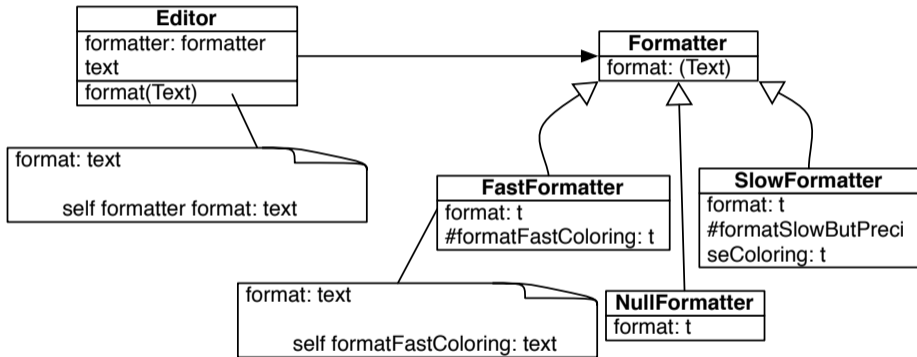 Editor
formatter: formatter
text
format(Text)
Formatter
format: (Text)
format: text
self formatter format: text
FastFormatter
format: t
#formatFastColoring: t
SlowFormatter
format: t
#formatSlowButPreci
seColoring: t
format: text
self formatFastColoring: text
NullFormatter
format: t